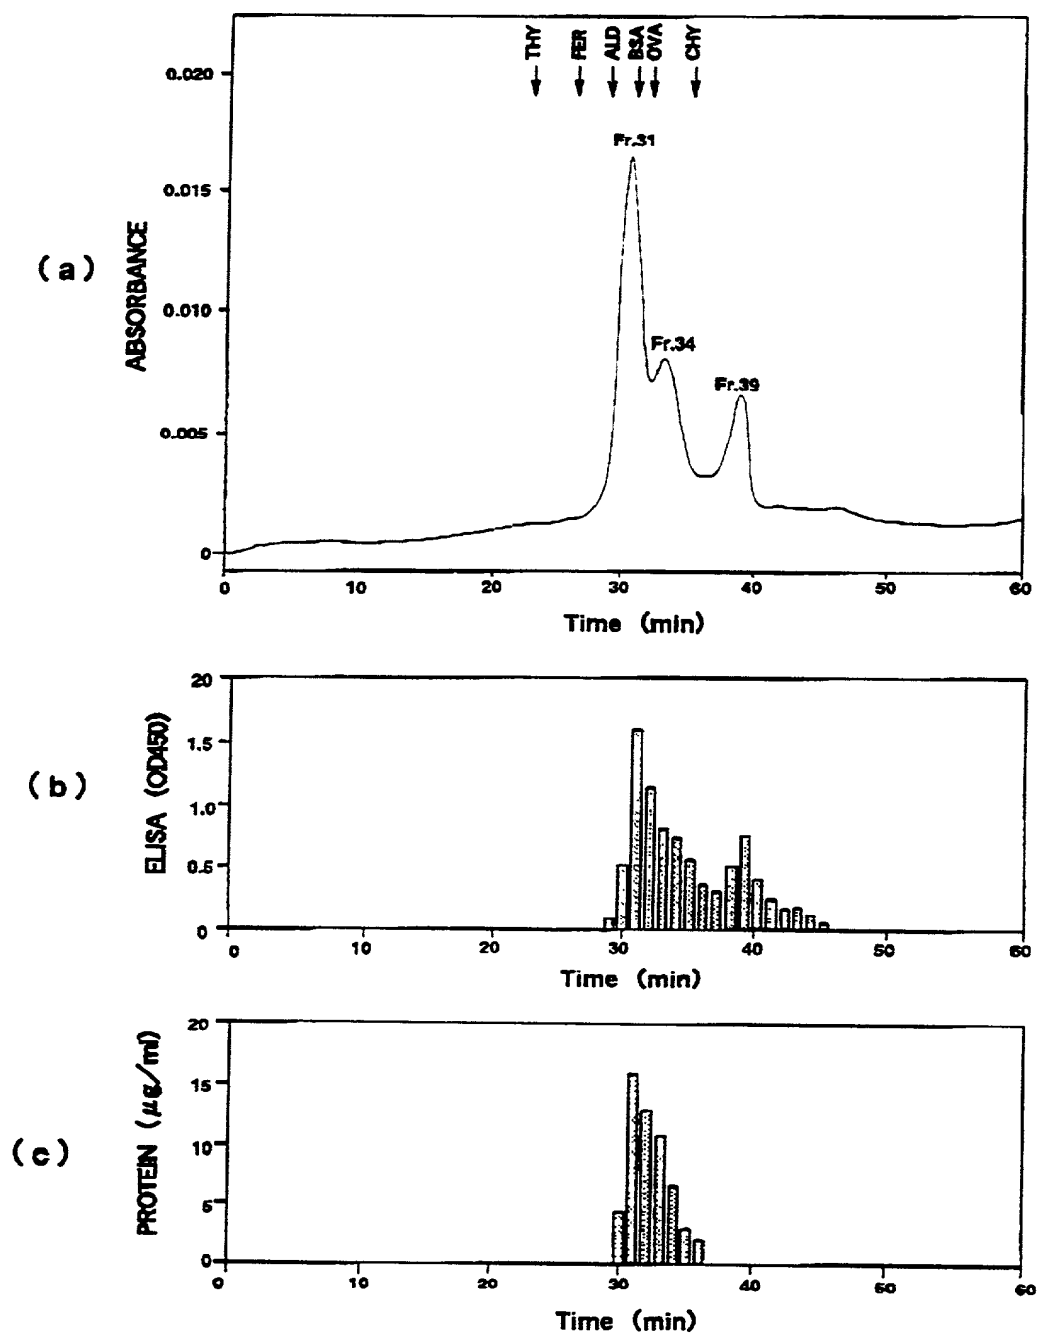 THY FER ALD BSA OVA CHY
0.020
Fr.31
0.015
(a)
ABSORBANCE
0.010
Fr.34
Fr.39
0.005
0
0 10 20 30 40 50 60
Time (min)
20
1.5
(b)
ELISA (OD450)
1.0
0.5
0
0 10 20 30 40 50 60
Time (min)
20
15
(c)
PROTEIN (μg/ml)
10
5
0
0 10 20 30 40 50 60
Time (min)